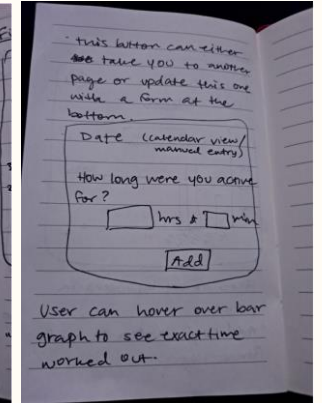 · this button can either
take you to another
page or update this one
with a form at the
bottom.
Date (calendar view/
manual entry)
How long were you active
for?
hrs & min
Add
User can hover over bar
graph to see exact time
worked out.